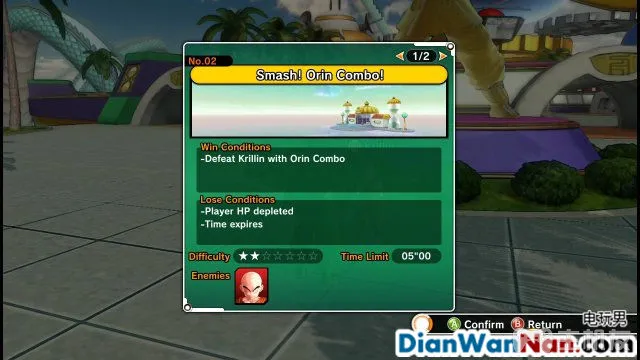 No.02
1/2
Smash! Orin Combo!
Win Conditions
-Defeat Krillin with Orin Combo
Lose Conditions
-Player HP depleted
-Time expires
Difficulty ★★☆☆☆☆☆ Time Limit 05"00
Enemies
电玩男
A Confirm B Return
DianWanNan.com